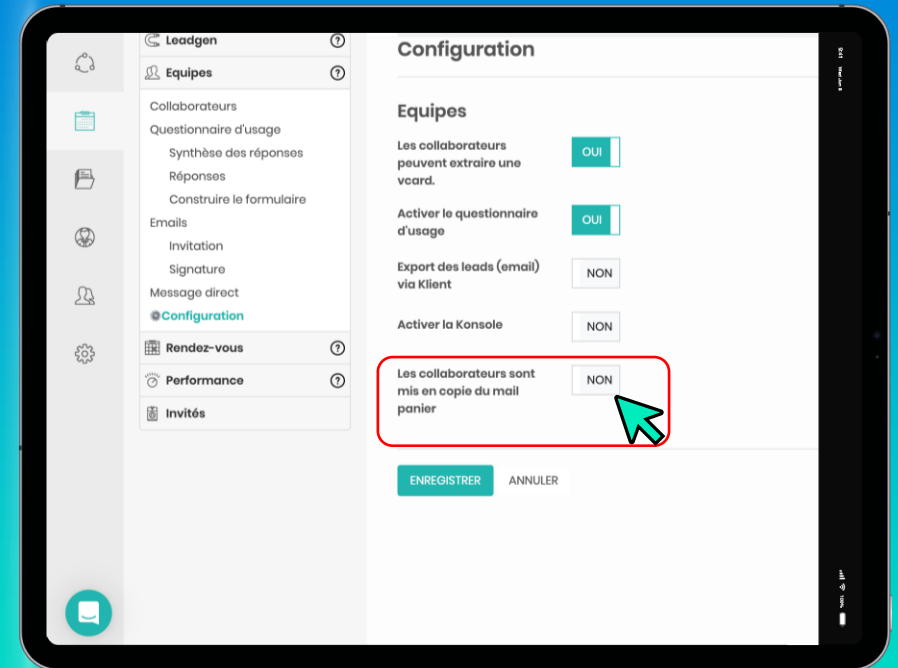 Leadgen
Equipes
Collaborateurs
Questionnaire d'usage
Synthèse des réponses
Réponses
Construire le formulaire
Emails
Invitation
Signature
Message direct
Configuration
Rendez-vous
Performance
Invités
Configuration
Equipes
Les collaborateurs
peuvent extraire une
vcard.
OUI
Activer le questionnaire
d'usage
OUI
Export des leads (email)
via Klient
NON
Activer la Konsole
NON
Les collaborateurs sont
mis en copie du mail
panier
NON
ENREGISTRER
ANNULER
9:41
100%